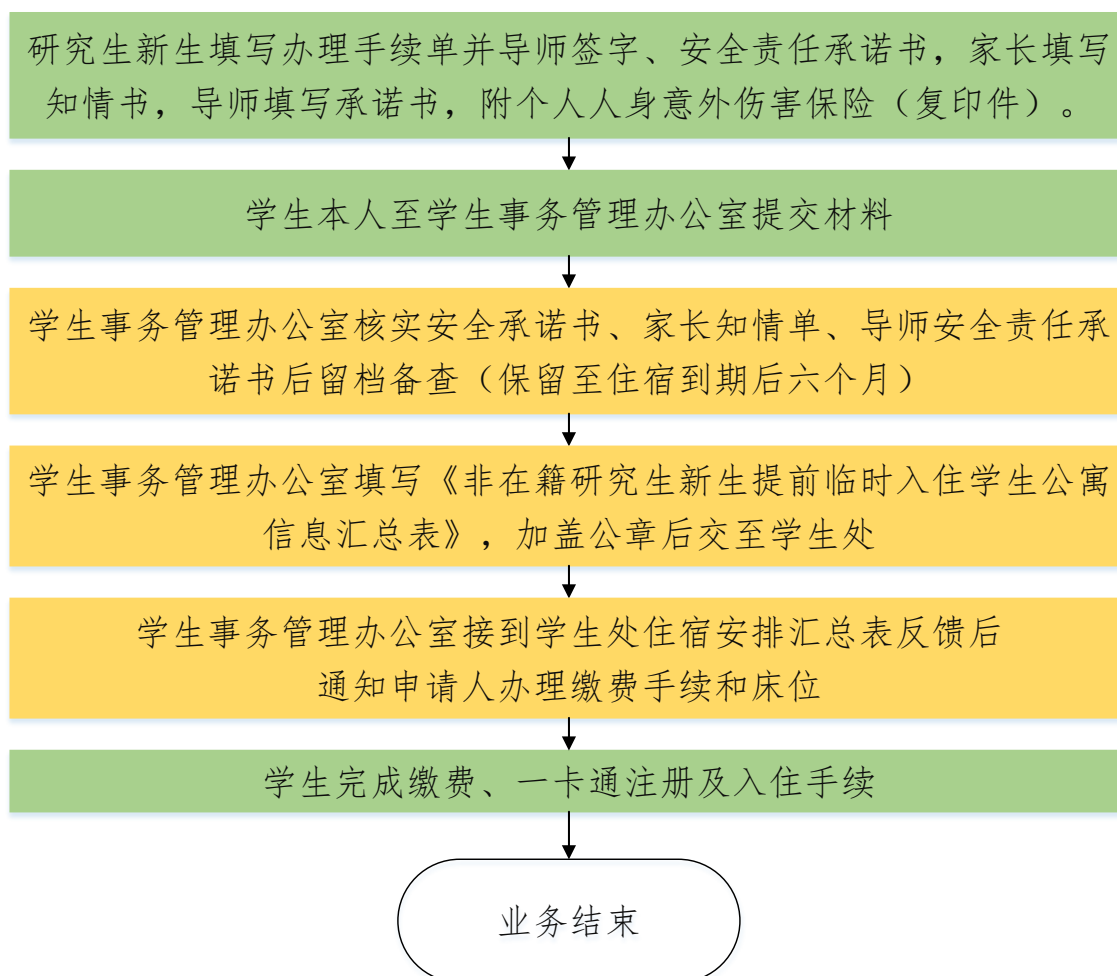 研究生新生填写办理手续单并导师签字、安全责任承诺书，家长填写
知情书，导师填写承诺书，附个人人身意外伤害保险（复印件）。
学生本人至学生事务管理办公室提交材料
学生事务管理办公室核实安全承诺书、家长知情单、导师安全责任承
诺书后留档备查（保留至住宿到期后六个月）
学生事务管理办公室填写《非在籍研究生新生提前临时入住学生公寓
信息汇总表》，加盖公章后交至学生处
学生事务管理办公室接到学生处住宿安排汇总表反馈后
通知申请人办理缴费手续和床位
学生完成缴费、一卡通注册及入住手续
业务结束